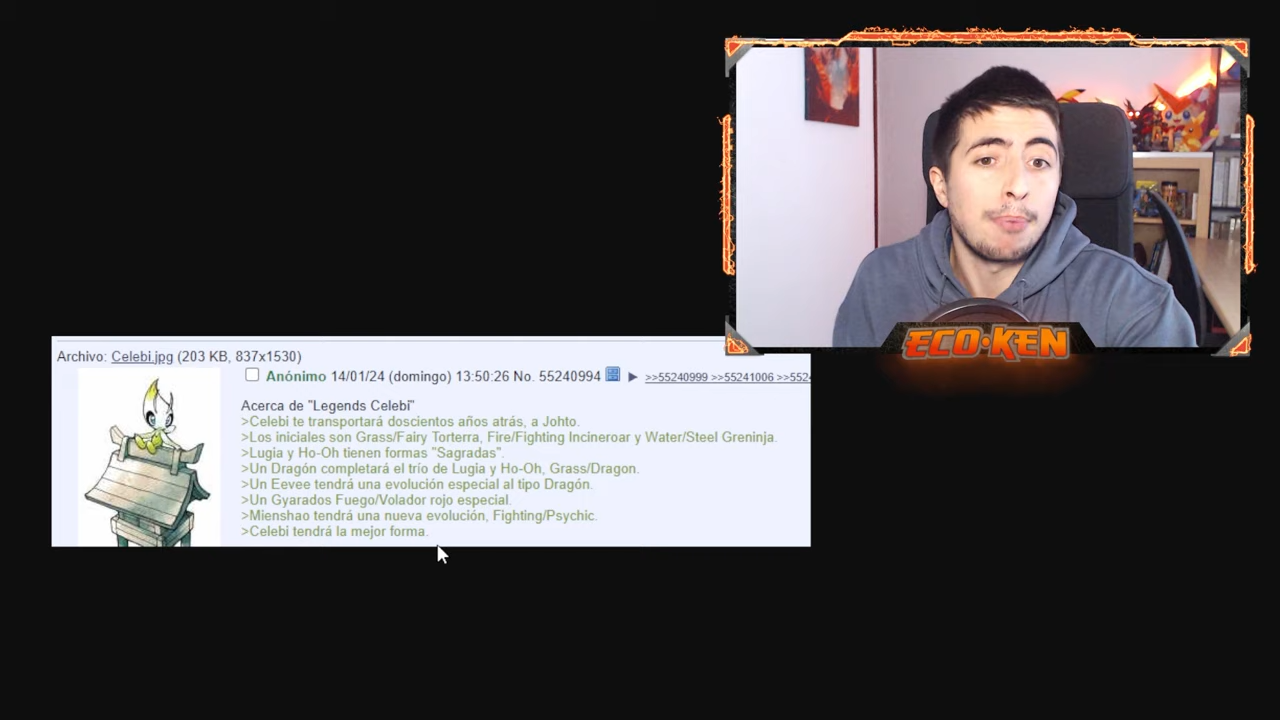 ECO·KEN
Archivo: Celebi.jpg (203 KB, 837x1530)
Anónimo 14/01/24 (domingo) 13:50:26 No. 55240994 ▶ >>55240999 >>55241006 >>552
Acerca de "Legends Celebi"
>Celebi te transportará doscientos años atrás, a Johto.
>Los iniciales son Grass/Fairy Torterra, Fire/Fighting Incineroar y Water/Steel Greninja.
>Lugia y Ho-Oh tienen formas "Sagradas".
>Un Dragón completará el trío de Lugia y Ho-Oh, Grass/Dragon.
>Un Eevee tendrá una evolución especial al tipo Dragón.
>Un Gyarados Fuego/Volador rojo especial.
>Mienshao tendrá una nueva evolución, Fighting/Psychic.
>Celebi tendrá la mejor forma.